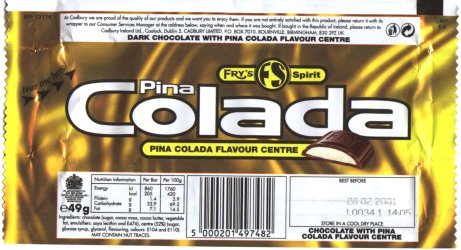 At Cadbury we are proud of the quality of our products and we want you to enjoy them. If you are not entirely satisfied with this product, please return it with its
wrapper to our Consumer Services Manager at the address below, saying when and where it was bought. If bought in the Republic of Ireland, please return to
Cadbury Ireland Ltd., Coolock, Dublin 5. CADBURY LIMITED, P.O. BOX 7010, BOURNVILLE, BIRMINGHAM, B30 2PZ UK.
DARK CHOCOLATE WITH PINA COLADA FLAVOUR CENTRE
tear me here
FRY'S FS Spirit
Pina
Colada
PINA COLADA FLAVOUR CENTRE
Nutrition Information Per Bar Per 100g
Energy kJ 860 1760
kcal 205 420
Protein g 1.4 2.9
Carbohydrate g 33.9 69.3
Fat g 7.1 14.5
e49g
Ingredients: chocolate (sugar, cocoa mass, cocoa butter, vegetable
fat, emulsifiers: soya lecithin and E476), centre (52%) (sugar,
glucose syrup, glycerol, flavouring, colours: E104 and E110).
MAY CONTAIN NUT TRACES.
5 000201 497482
BEST BEFORE
28 02 2001
L0034 1 14/05
STORE IN A COOL DRY PLACE
CHOCOLATE WITH PINA
COLADA FLAVOUR CENTRE